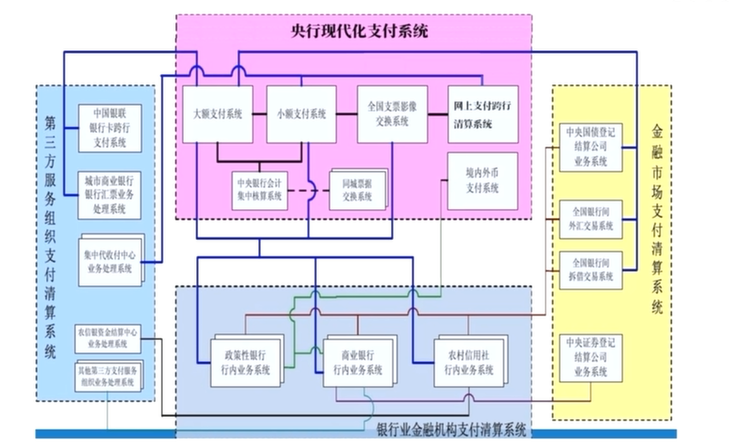 央行现代化支付系统
大额支付系统
小额支付系统
全国支票影像
交换系统
网上支付跨行
清算系统
中央银行会计
集中核算系统
同城票据
交换系统
境内外币
支付系统
第三方服务组织支付清算系统
中国银联
银行卡跨行
支付系统
城市商业银行
银行汇票业务
处理系统
集中代收付中心
业务处理系统
农信银资金结算中心
业务处理系统
其他第三方支付服务
组织业务处理系统
金融市场支付清算系统
中央国债登记
结算公司
业务系统
全国银行间
外汇交易系统
全国银行间
拆借交易系统
中央证券登记
结算公司
业务系统
政策性银行
行内业务系统
商业银行
行内业务系统
农村信用社
行内业务系统
银行业金融机构支付清算系统